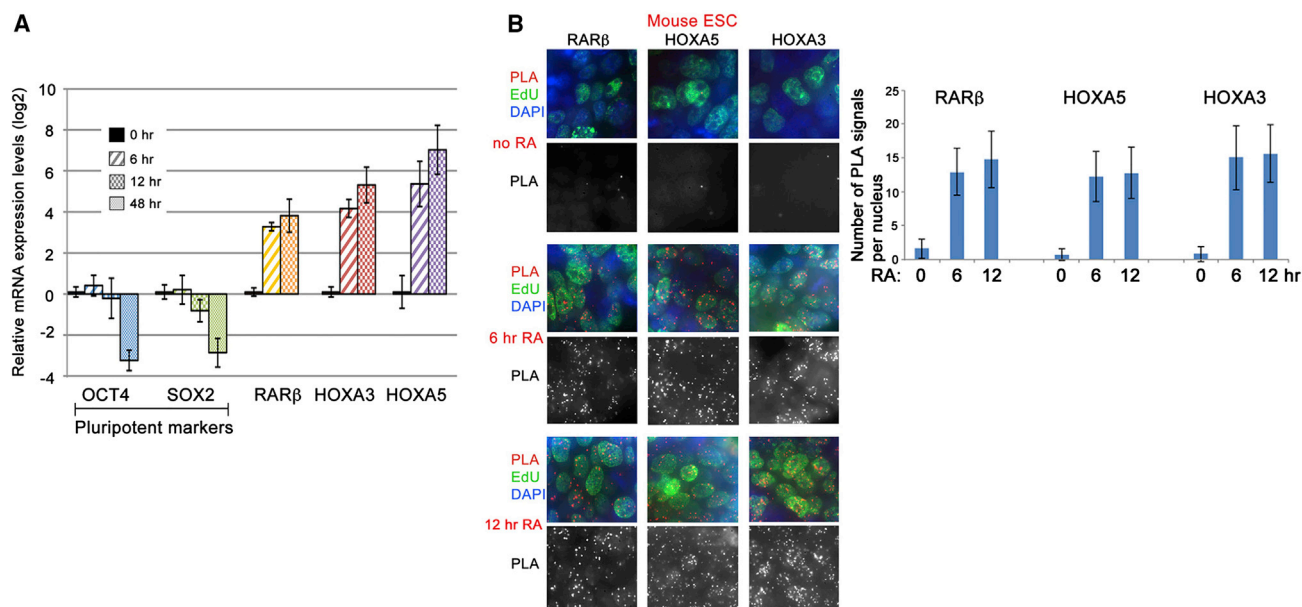 A
Relative mRNA expression levels (log2)
10
8
6
4
2
0
-2
-4
0 hr
6 hr
12 hr
48 hr
OCT4 SOX2 RARβ HOXA3 HOXA5
Pluripotent markers
B
Mouse ESC
RARβ HOXA5 HOXA3
PLA
EdU
DAPI
no RA
PLA
PLA
EdU
DAPI
6 hr RA
PLA
PLA
EdU
DAPI
12 hr RA
PLA
Number of PLA signals
per nucleus
25
20
15
10
5
0
RARβ HOXA5 HOXA3
RA: 0 6 12 0 6 12 0 6 12 hr